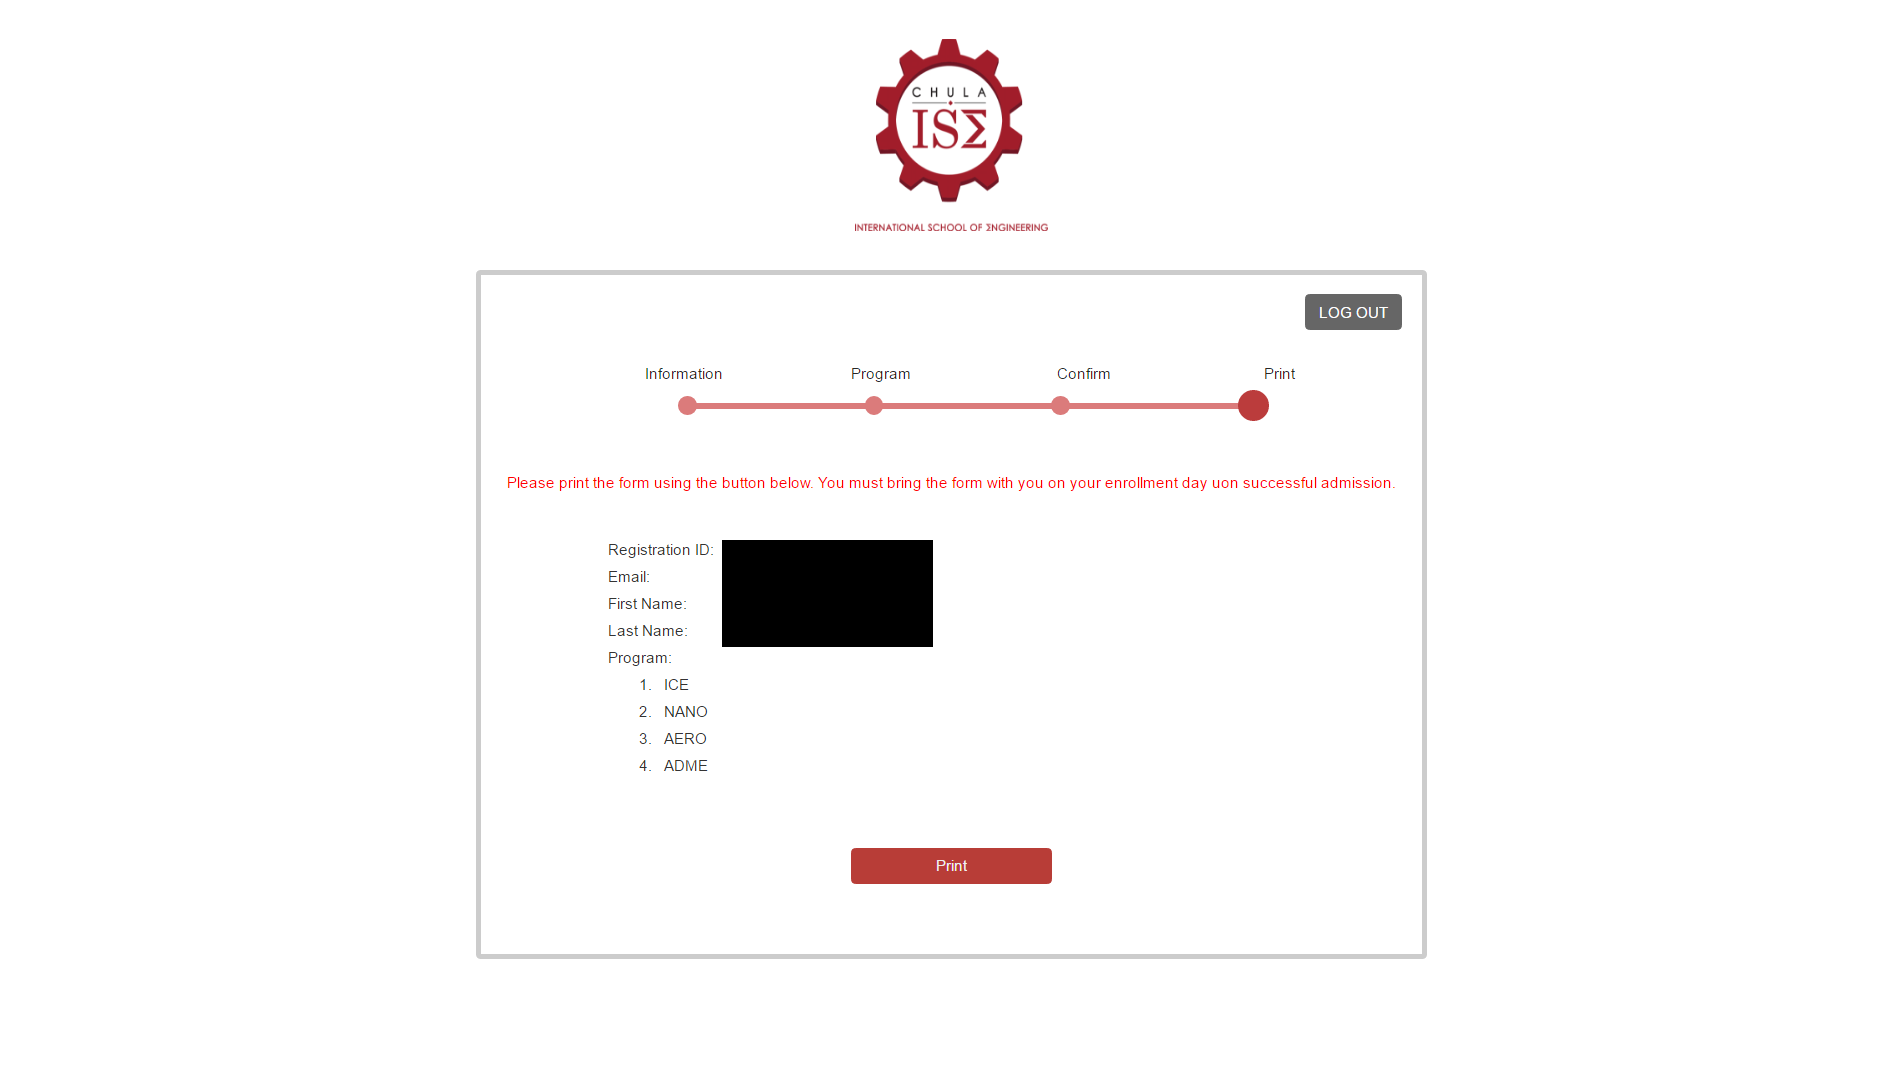 CHULA
ISΣ
INTERNATIONAL SCHOOL OF ΣNGINEERING
LOG OUT
Information Program Confirm Print
Please print the form using the button below. You must bring the form with you on your enrollment day uon successful admission.
Registration ID:
Email:
First Name:
Last Name:
Program:
1. ICE
2. NANO
3. AERO
4. ADME
Print